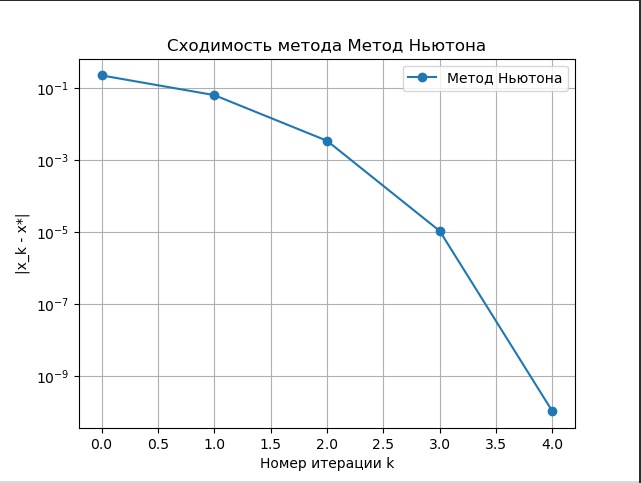 Сходимость метода Метод Ньютона
Метод Ньютона
10⁻¹
10⁻³
10⁻⁵
10⁻⁷
10⁻⁹
|x_k - x*|
0.0 0.5 1.0 1.5 2.0 2.5 3.0 3.5 4.0
Номер итерации k